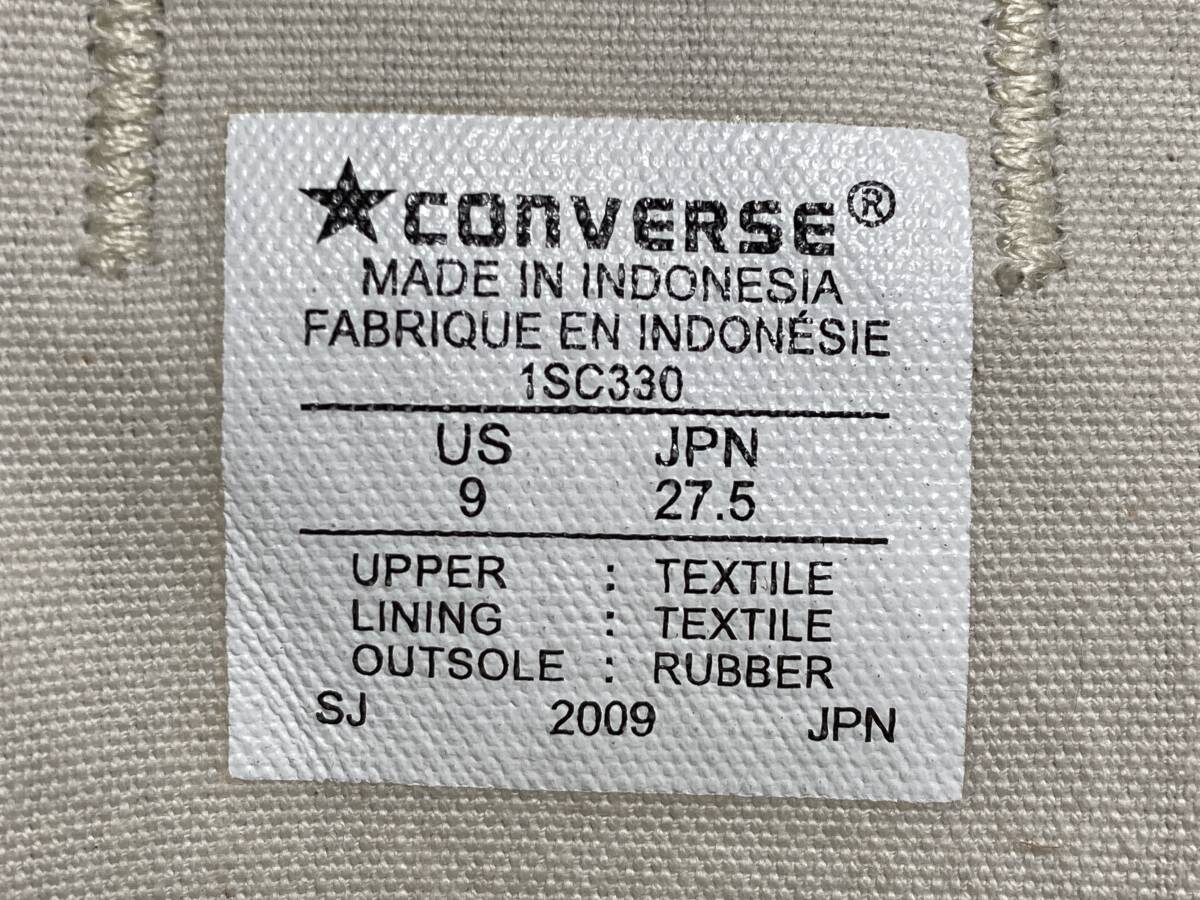 ★CONVERSE®
MADE IN INDONESIA
FABRIQUE EN INDONÉSIE
1SC330
US JPN
9 27.5
UPPER : TEXTILE
LINING : TEXTILE
OUTSOLE : RUBBER
SJ 2009 JPN